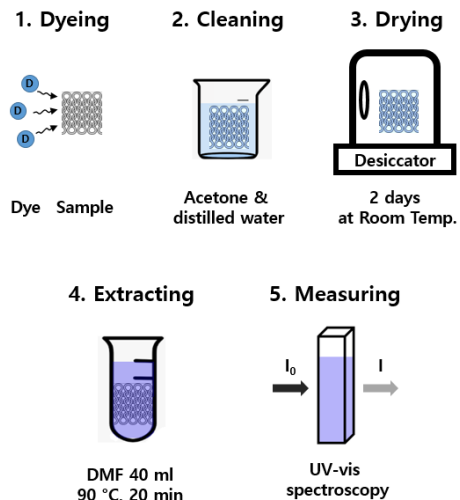 1. Dyeing
2. Cleaning
3. Drying
D
D
D
Desiccator
Dye Sample
Acetone &
distilled water
2 days
at Room Temp.
4. Extracting
5. Measuring
I₀
I
DMF 40 ml
90 °C, 20 min
UV-vis
spectroscopy